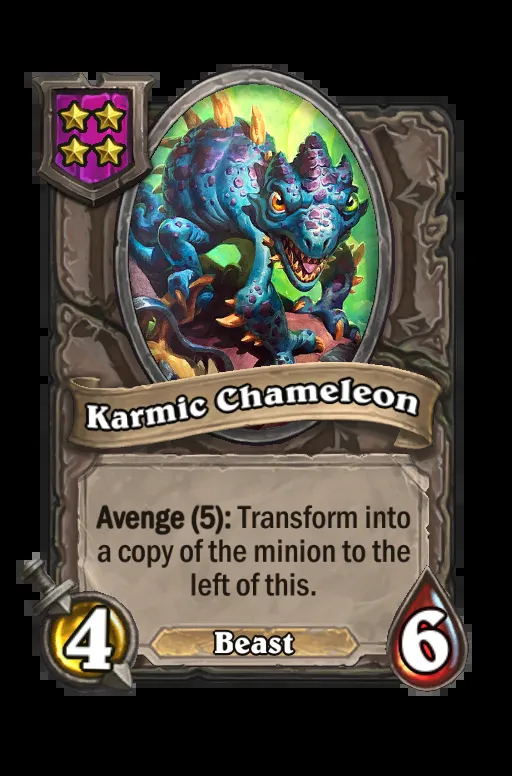 Karmic Chameleon
Avenge (5): Transform into
a copy of the minion to the
left of this.
4
Beast
6